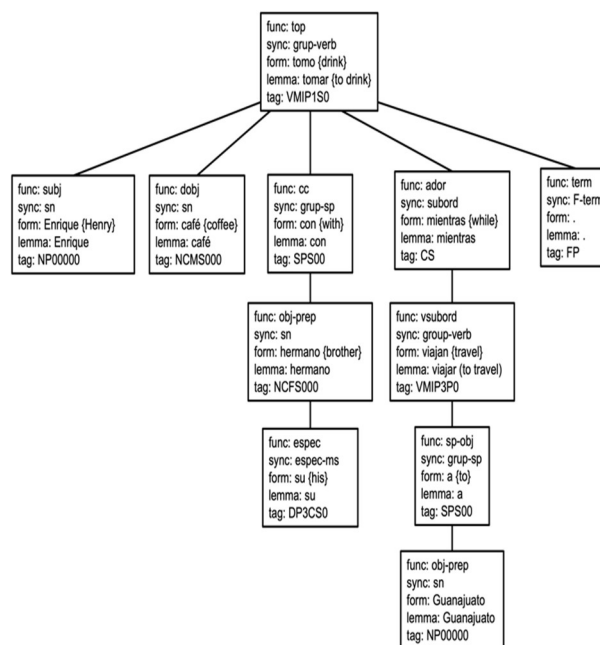 func: top
sync: grup-verb
form: tomo {drink}
lemma: tomar {to drink}
tag: VMIP1S0
func: subj
sync: sn
form: Enrique {Henry}
lemma: Enrique
tag: NP00000
func: dobj
sync: sn
form: café {coffee}
lemma: café
tag: NCMS000
func: cc
sync: grup-sp
form: con {with}
lemma: con
tag: SPS00
func: ador
sync: subord
form: mientras {while}
lemma: mientras
tag: CS
func: term
sync: F-term
form: .
lemma: .
tag: FP
func: obj-prep
sync: sn
form: hermano {brother}
lemma: hermano
tag: NCFS000
func: vsubord
sync: group-verb
form: viajan {travel}
lemma: viajar (to travel)
tag: VMIP3P0
func: espec
sync: espec-ms
form: su {his}
lemma: su
tag: DP3CS0
func: sp-obj
sync: grup-sp
form: a {to}
lemma: a
tag: SPS00
func: obj-prep
sync: sn
form: Guanajuato
lemma: Guanajuato
tag: NP00000